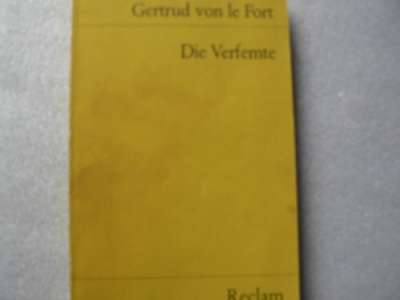 Gertrud von le Fort
Die Verfemte
Reclam